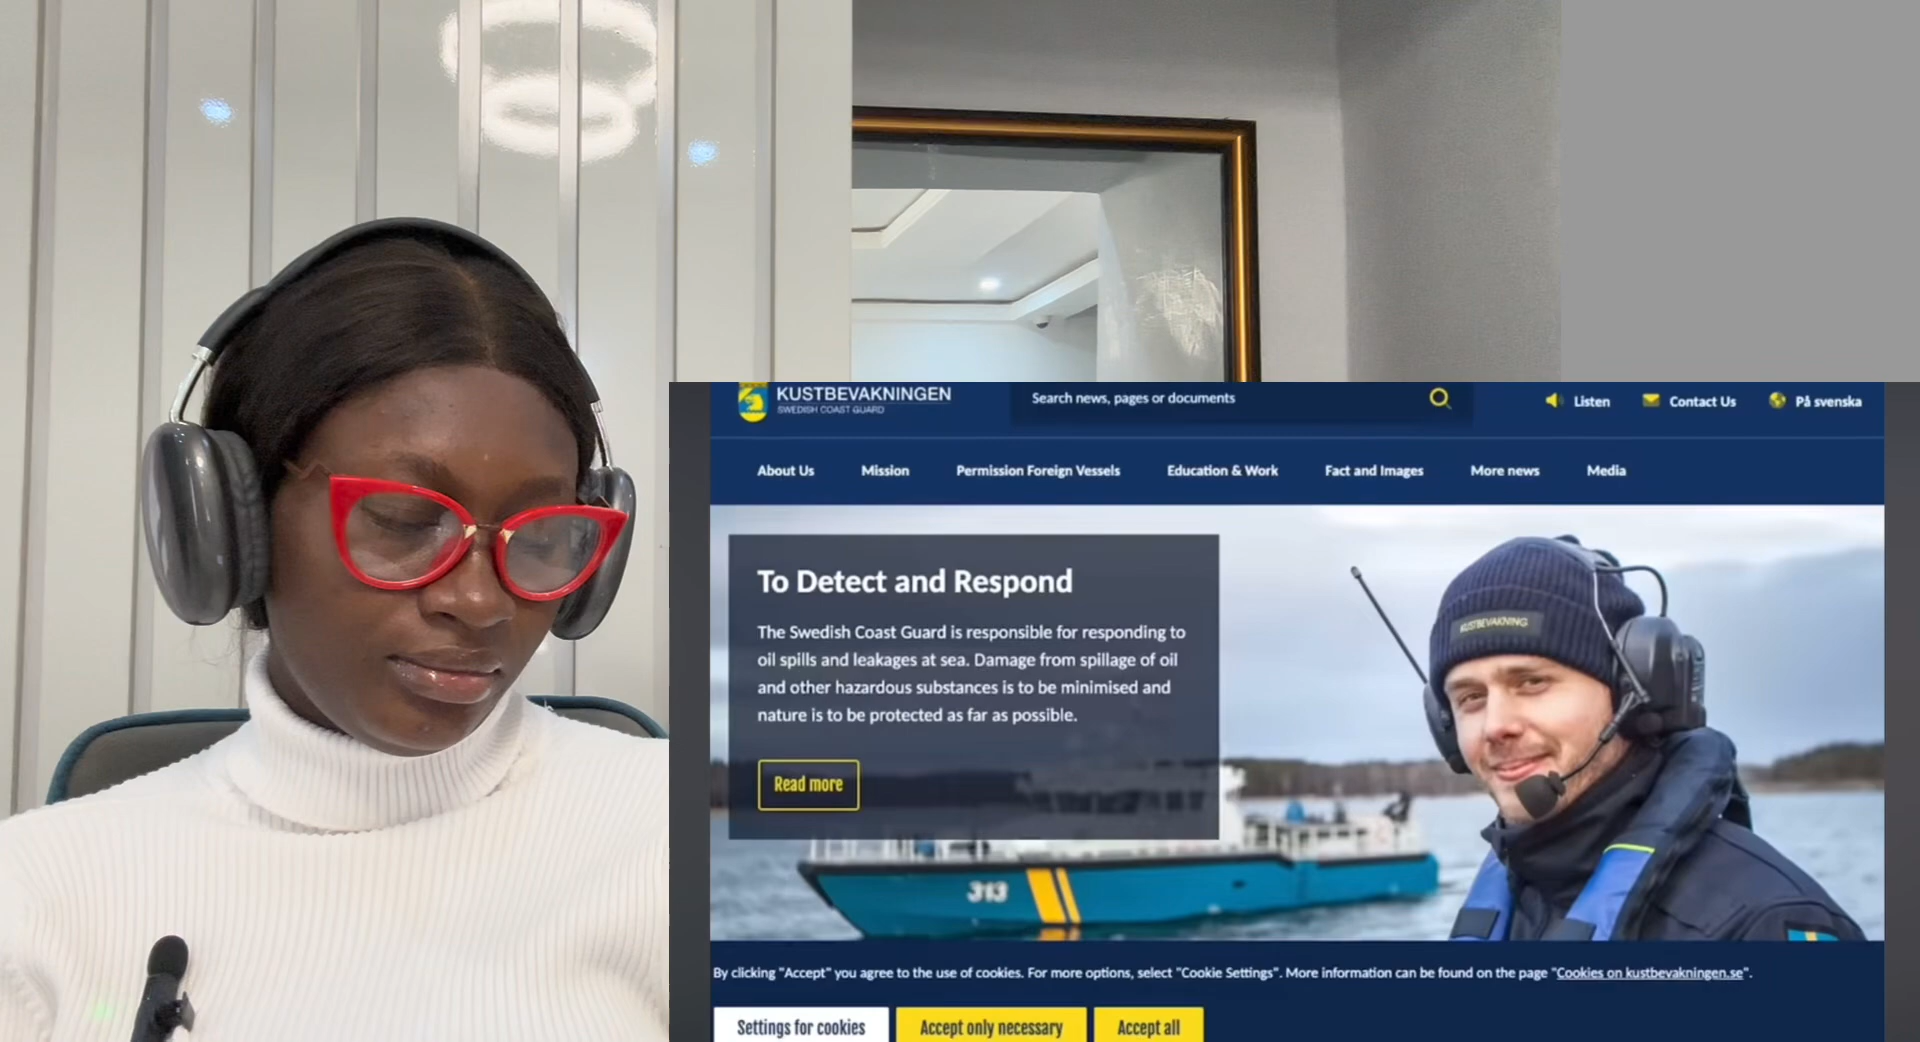 KUSTBEVAKNINGEN
SWEDISH COAST GUARD
Search news, pages or documents
Listen
Contact Us
På svenska
About Us
Mission
Permission Foreign Vessels
Education & Work
Fact and Images
More news
Media
To Detect and Respond
The Swedish Coast Guard is responsible for responding to
oil spills and leakages at sea. Damage from spillage of oil
and other hazardous substances is to be minimised and
nature is to be protected as far as possible.
Read more
KUSTBEVAKNING
313
By clicking "Accept" you agree to the use of cookies. For more options, select "Cookie Settings". More information can be found on the page "Cookies on kustbevakningen.se".
Settings for cookies
Accept only necessary
Accept all